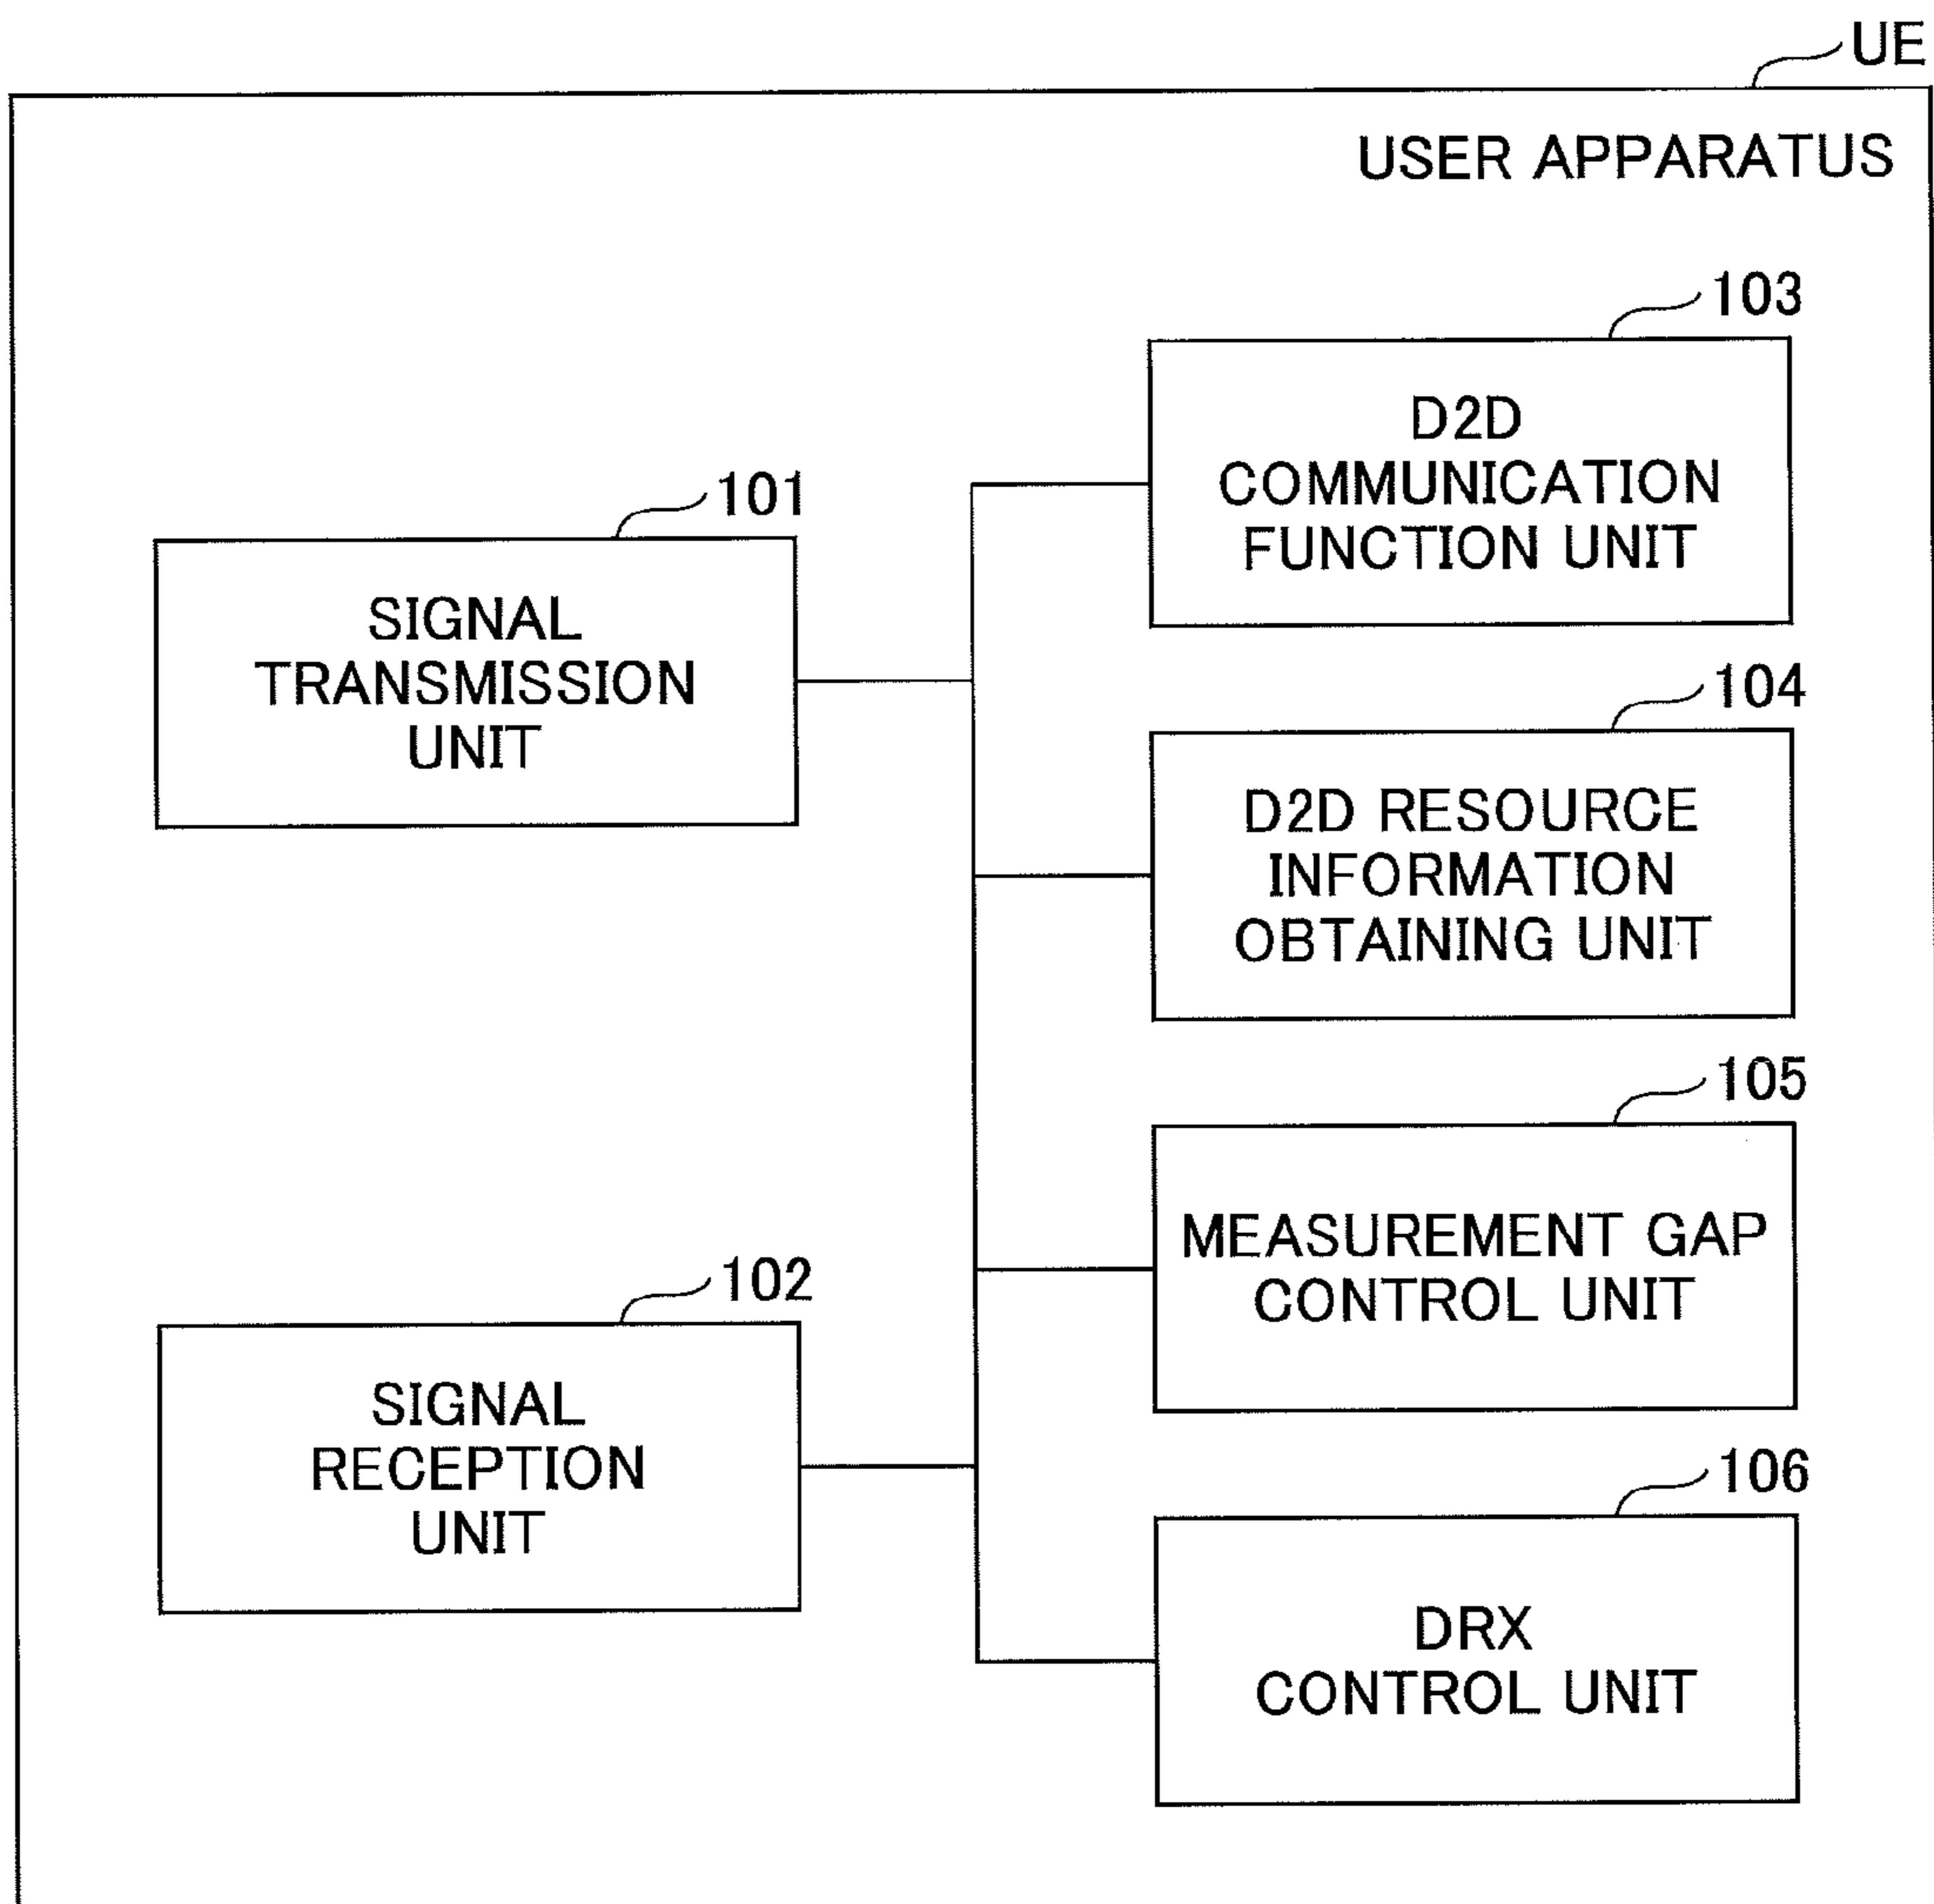 UE
USER APPARATUS
103
D2D
COMMUNICATION
FUNCTION UNIT
101
SIGNAL
TRANSMISSION
UNIT
104
D2D RESOURCE
INFORMATION
OBTAINING UNIT
105
MEASUREMENT GAP
CONTROL UNIT
102
SIGNAL
RECEPTION
UNIT
106
DRX
CONTROL UNIT